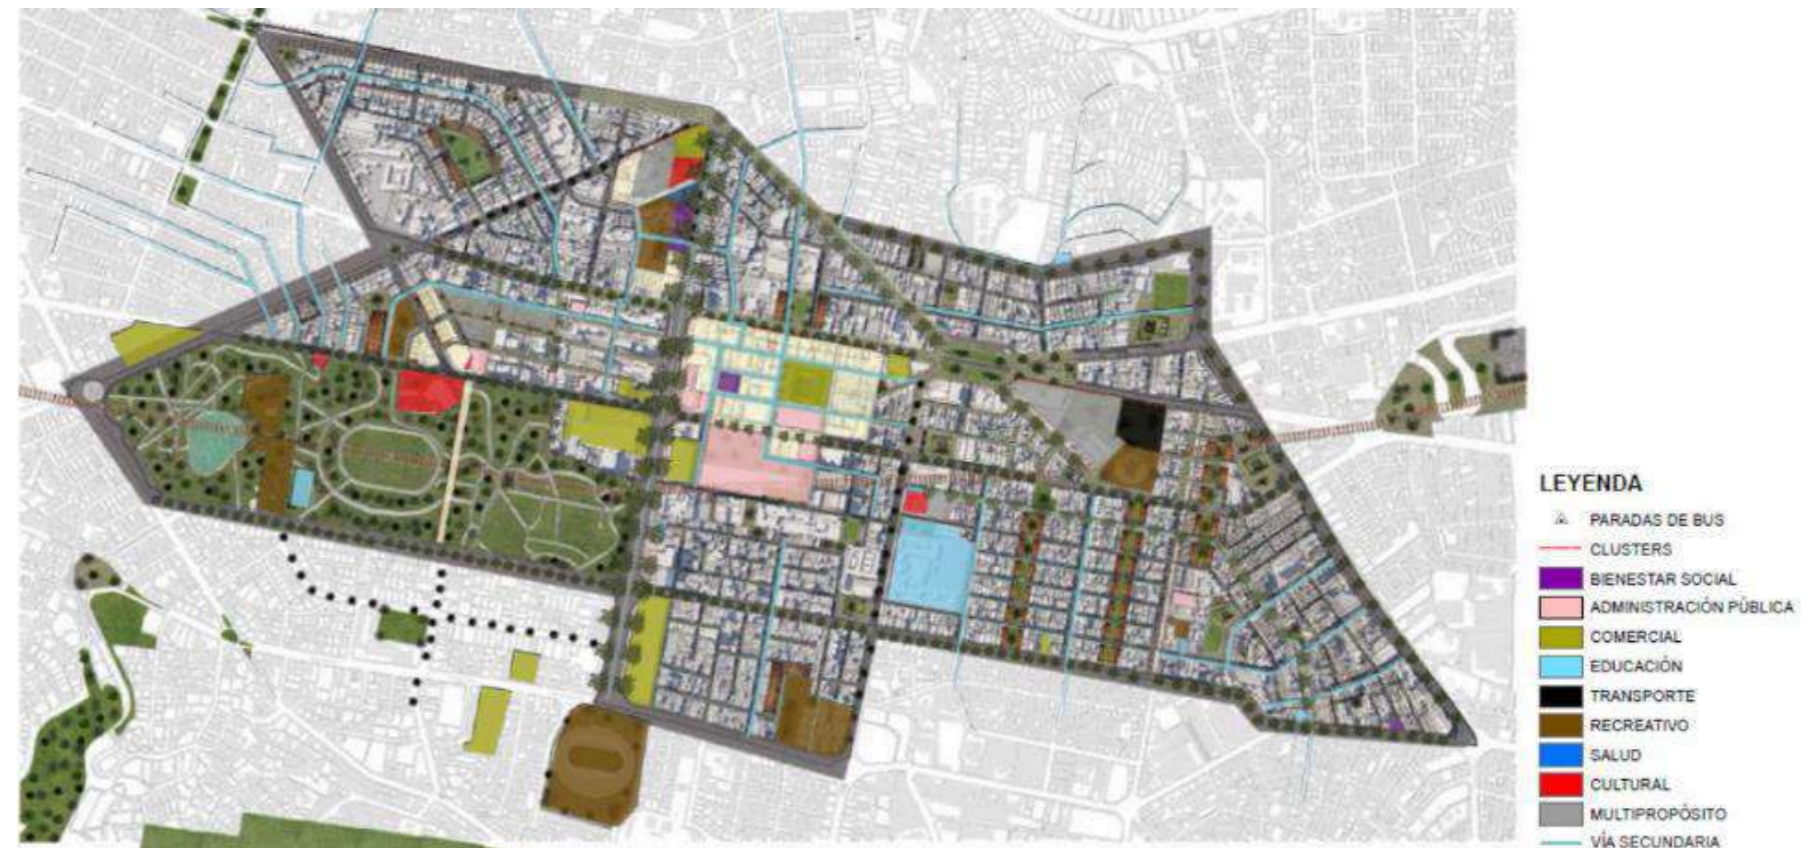 LEYENDA
PARADAS DE BUS
CLUSTERS
BIENESTAR SOCIAL
ADMINISTRACIÓN PÚBLICA
COMERCIAL
EDUCACIÓN
TRANSPORTE
RECREATIVO
SALUD
CULTURAL
MULTIPROPÓSITO
VÍA SECUNDARIA